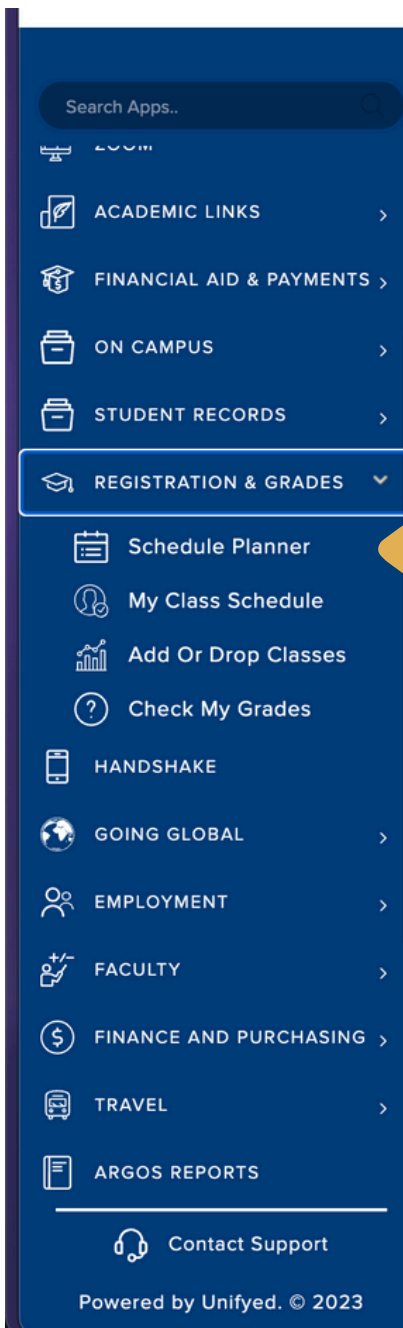 Search Apps..
ZOOM
ACADEMIC LINKS
FINANCIAL AID & PAYMENTS
ON CAMPUS
STUDENT RECORDS
REGISTRATION & GRADES
Schedule Planner
My Class Schedule
Add Or Drop Classes
Check My Grades
HANDSHAKE
GOING GLOBAL
EMPLOYMENT
FACULTY
FINANCE AND PURCHASING
TRAVEL
ARGOS REPORTS
Contact Support
Powered by Unifyed. © 2023